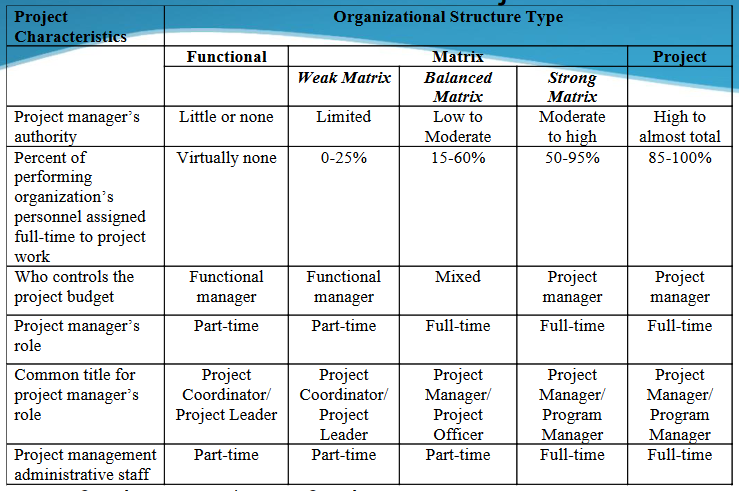 Project Characteristics
Organizational Structure Type
Functional
Matrix
Project
Weak Matrix
Balanced Matrix
Strong Matrix
Project manager's authority
Little or none
Limited
Low to Moderate
Moderate to high
High to almost total
Percent of performing organization's personnel assigned full-time to project work
Virtually none
0-25%
15-60%
50-95%
85-100%
Who controls the project budget
Functional manager
Functional manager
Mixed
Project manager
Project manager
Project manager's role
Part-time
Part-time
Full-time
Full-time
Full-time
Common title for project manager's role
Project Coordinator/ Project Leader
Project Coordinator/ Project Leader
Project Manager/ Project Officer
Project Manager/ Program Manager
Project Manager/ Program Manager
Project management administrative staff
Part-time
Part-time
Part-time
Full-time
Full-time